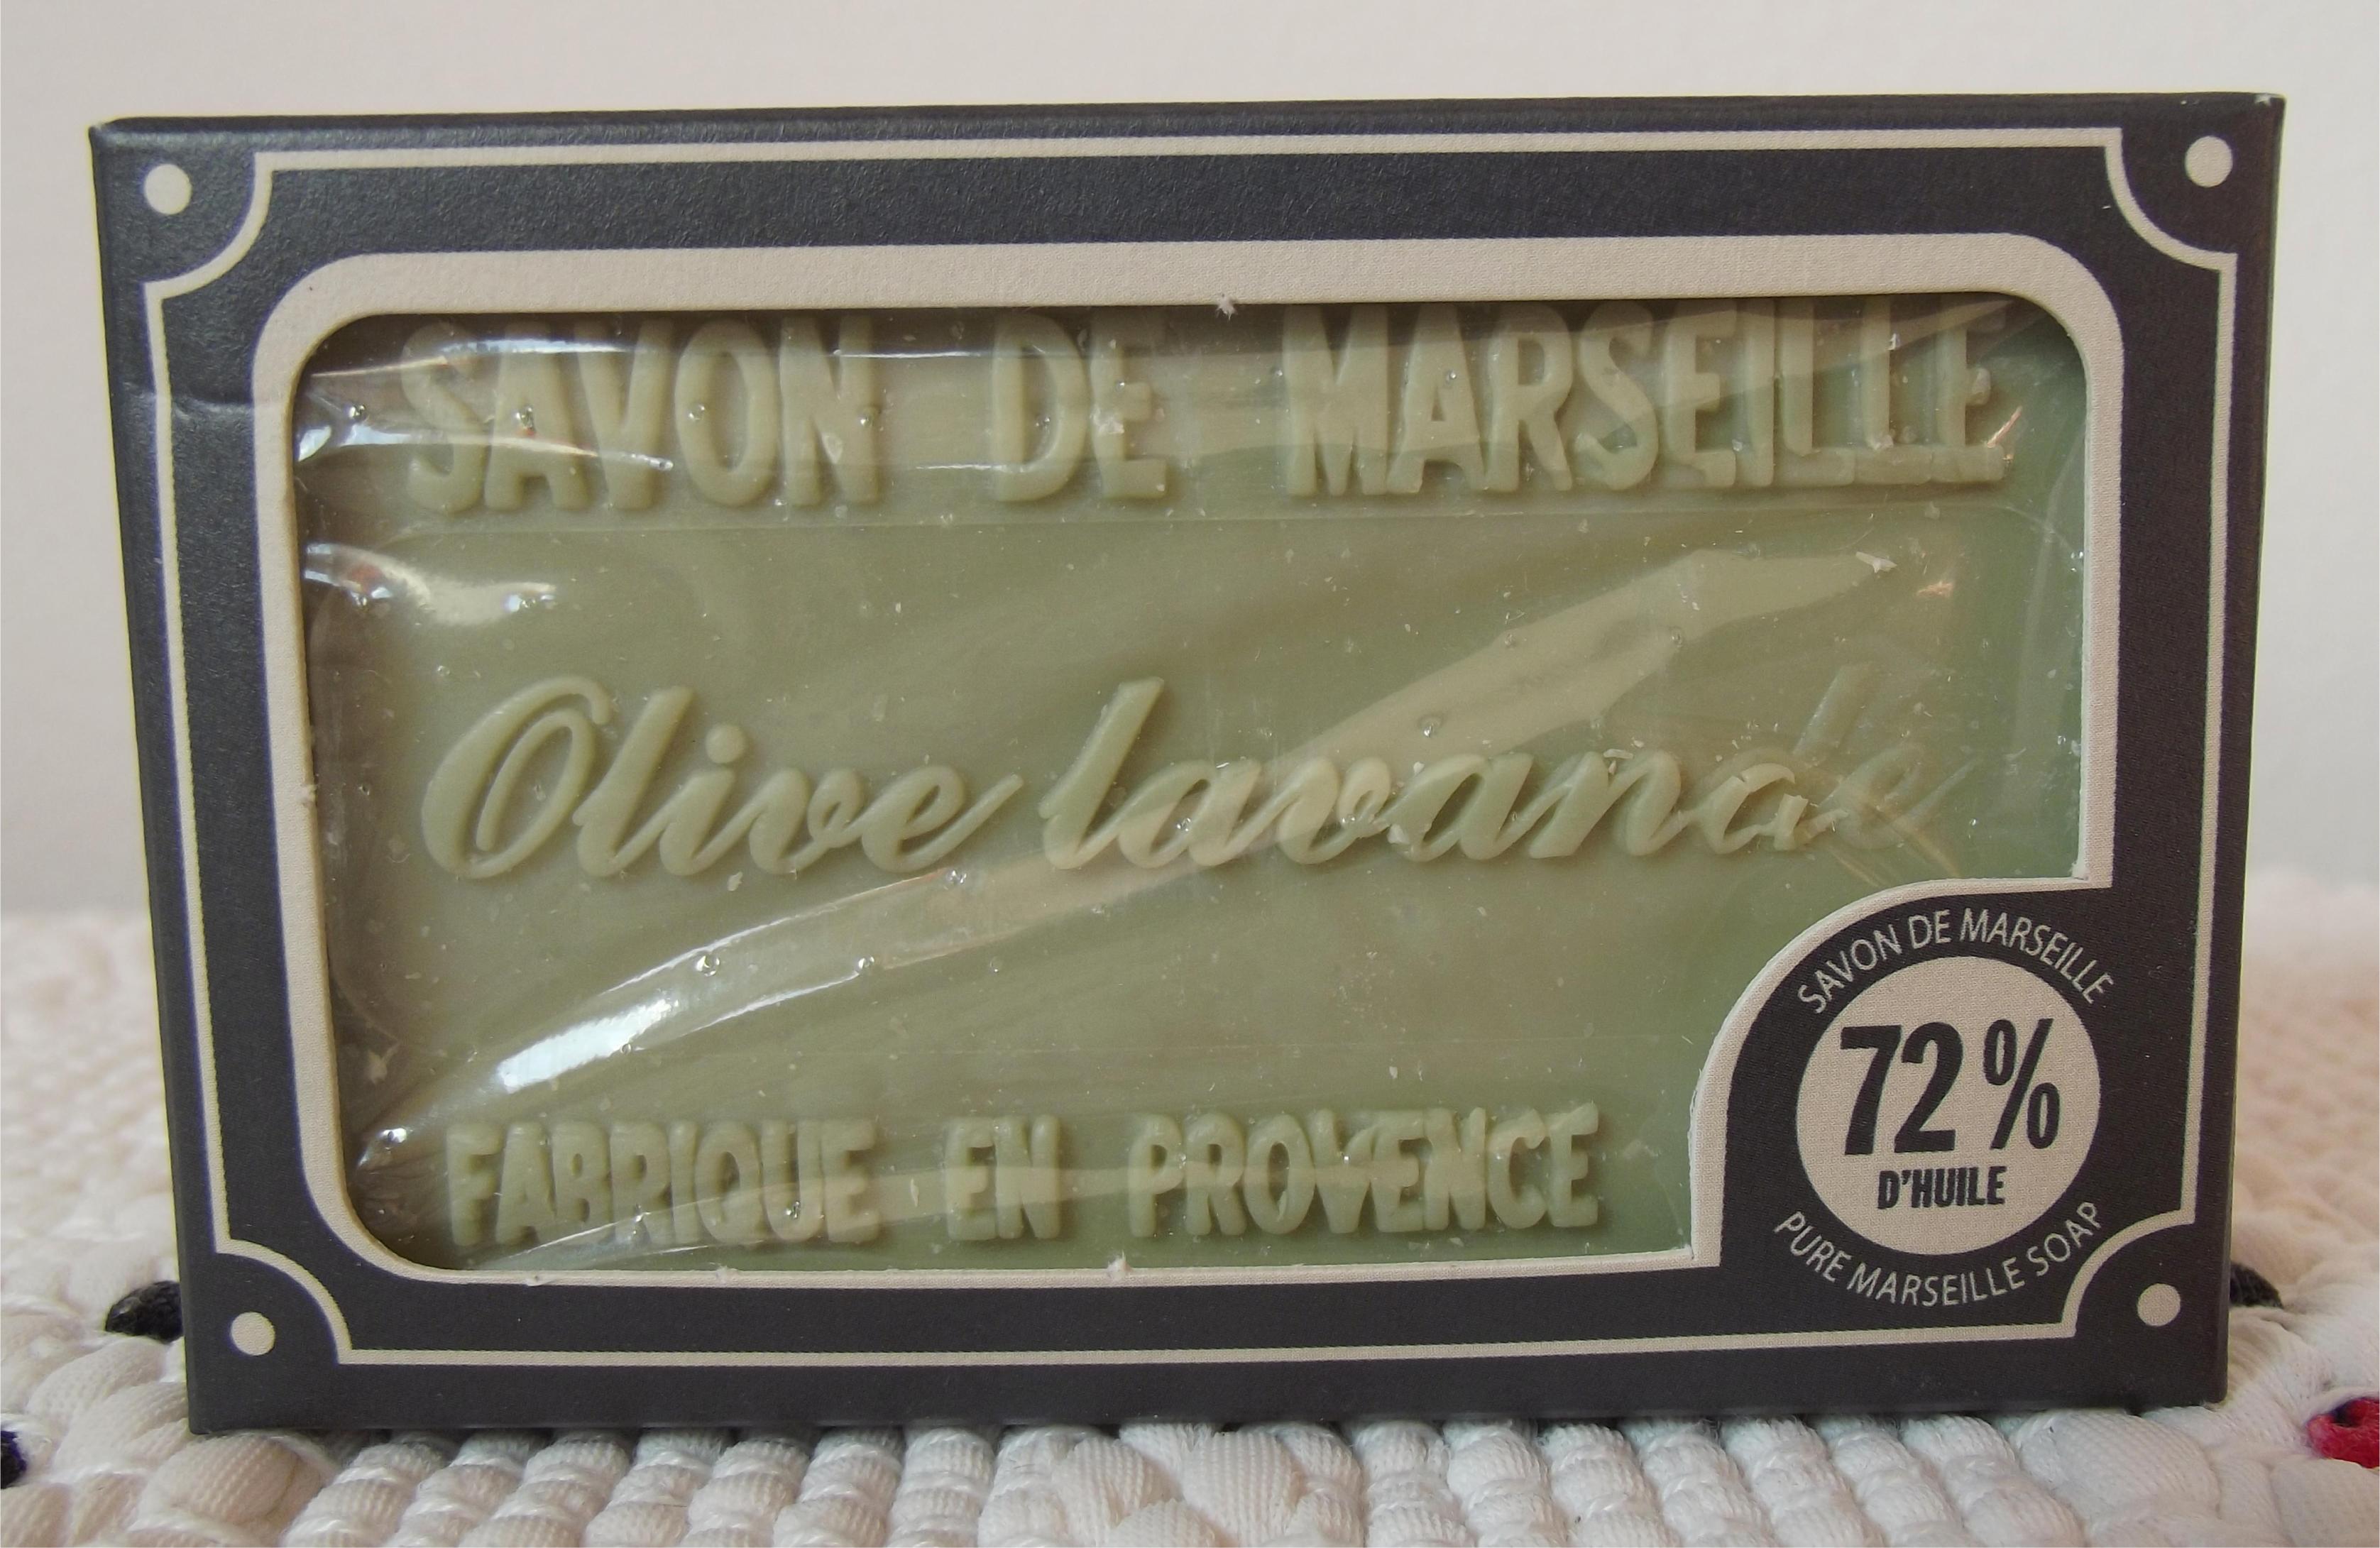 SAVON DE MARSEILLE
Olive lavande
FABRIQUE EN PROVENCE
SAVON DE MARSEILLE
72%
D'HUILE
PURE MARSEILLE SOAP